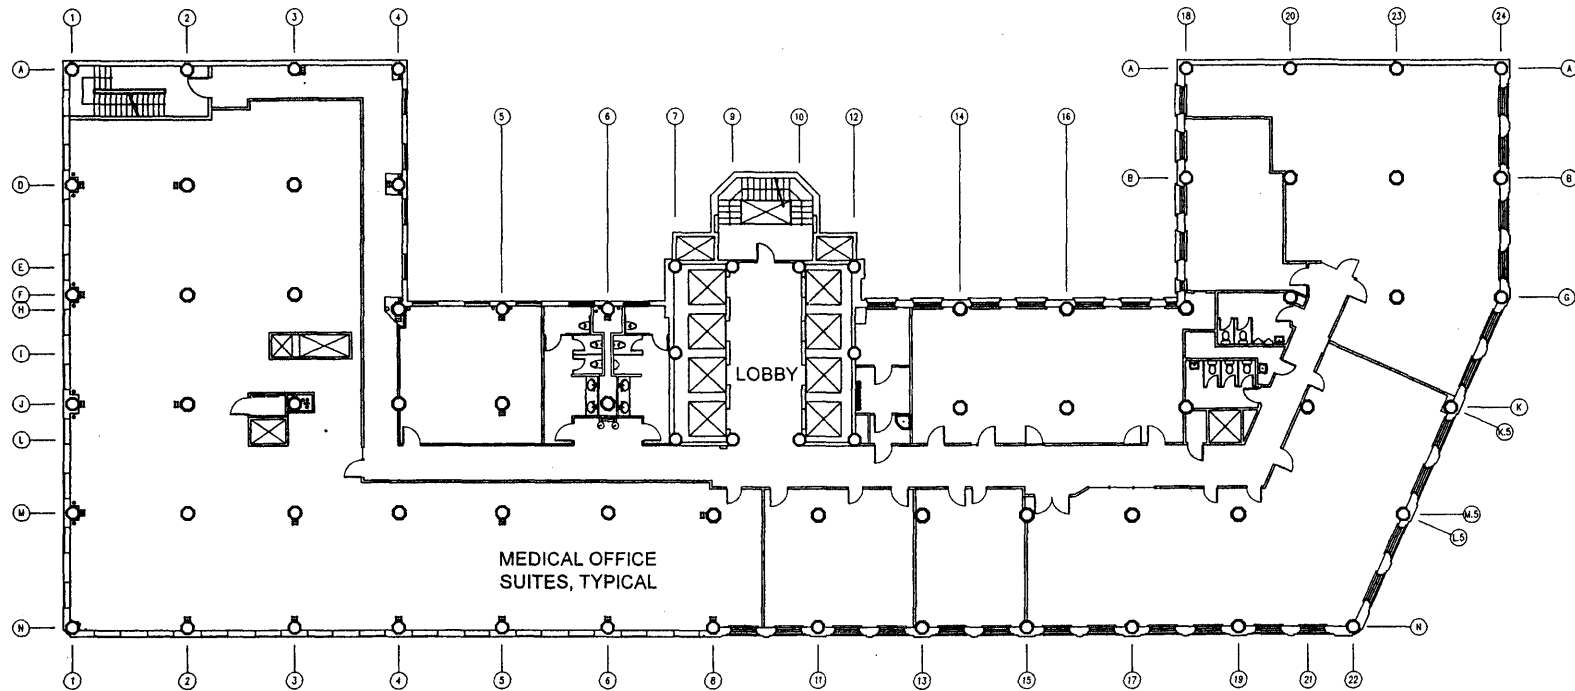 1 2 3 4 18 20 23 24
A A A
5 6 7 9 10 12 14 16
D B B
E
F G
H
I
LOBBY
J K
L K.5
M M.5
L.5
MEDICAL OFFICE
SUITES, TYPICAL
N N
1 2 3 4 5 6 8 11 13 15 17 19 21 22